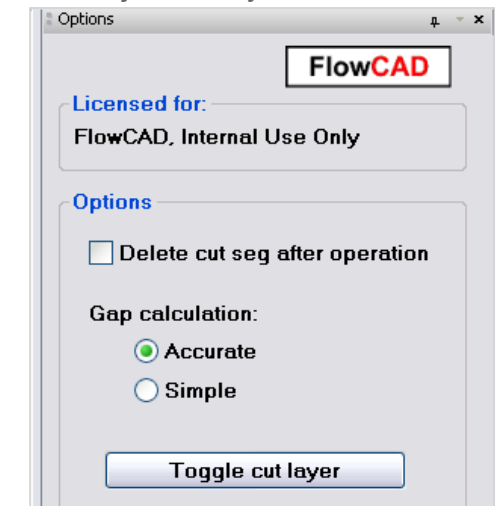 Options
FlowCAD
Licensed for:
FlowCAD, Internal Use Only
Options
Delete cut seg after operation
Gap calculation:
Accurate
Simple
Toggle cut layer